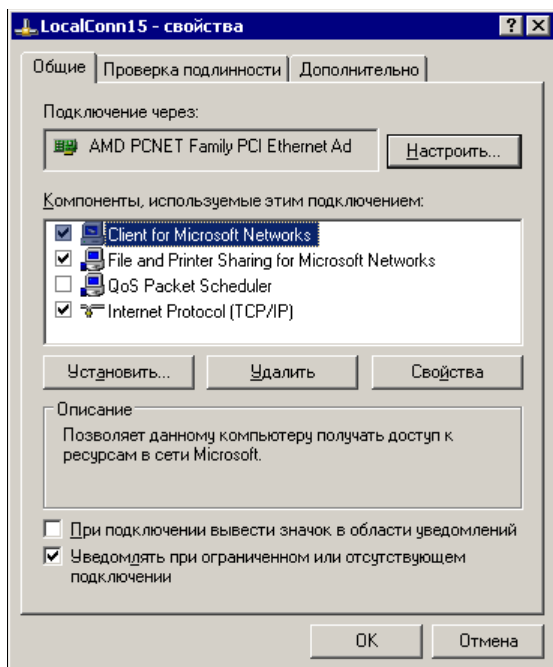 LocalConn15 - свойства
Общие
Проверка подлинности
Дополнительно
Подключение через:
AMD PCNET Family PCI Ethernet Ad
Настроить...
Компоненты, используемые этим подключением:
Client for Microsoft Networks
File and Printer Sharing for Microsoft Networks
QoS Packet Scheduler
Internet Protocol (TCP/IP)
Установить...
Удалить
Свойства
Описание
Позволяет данному компьютеру получать доступ к
ресурсам в сети Microsoft.
При подключении вывести значок в области уведомлений
Уведомлять при ограниченном или отсутствующем
подключении
OK
Отмена